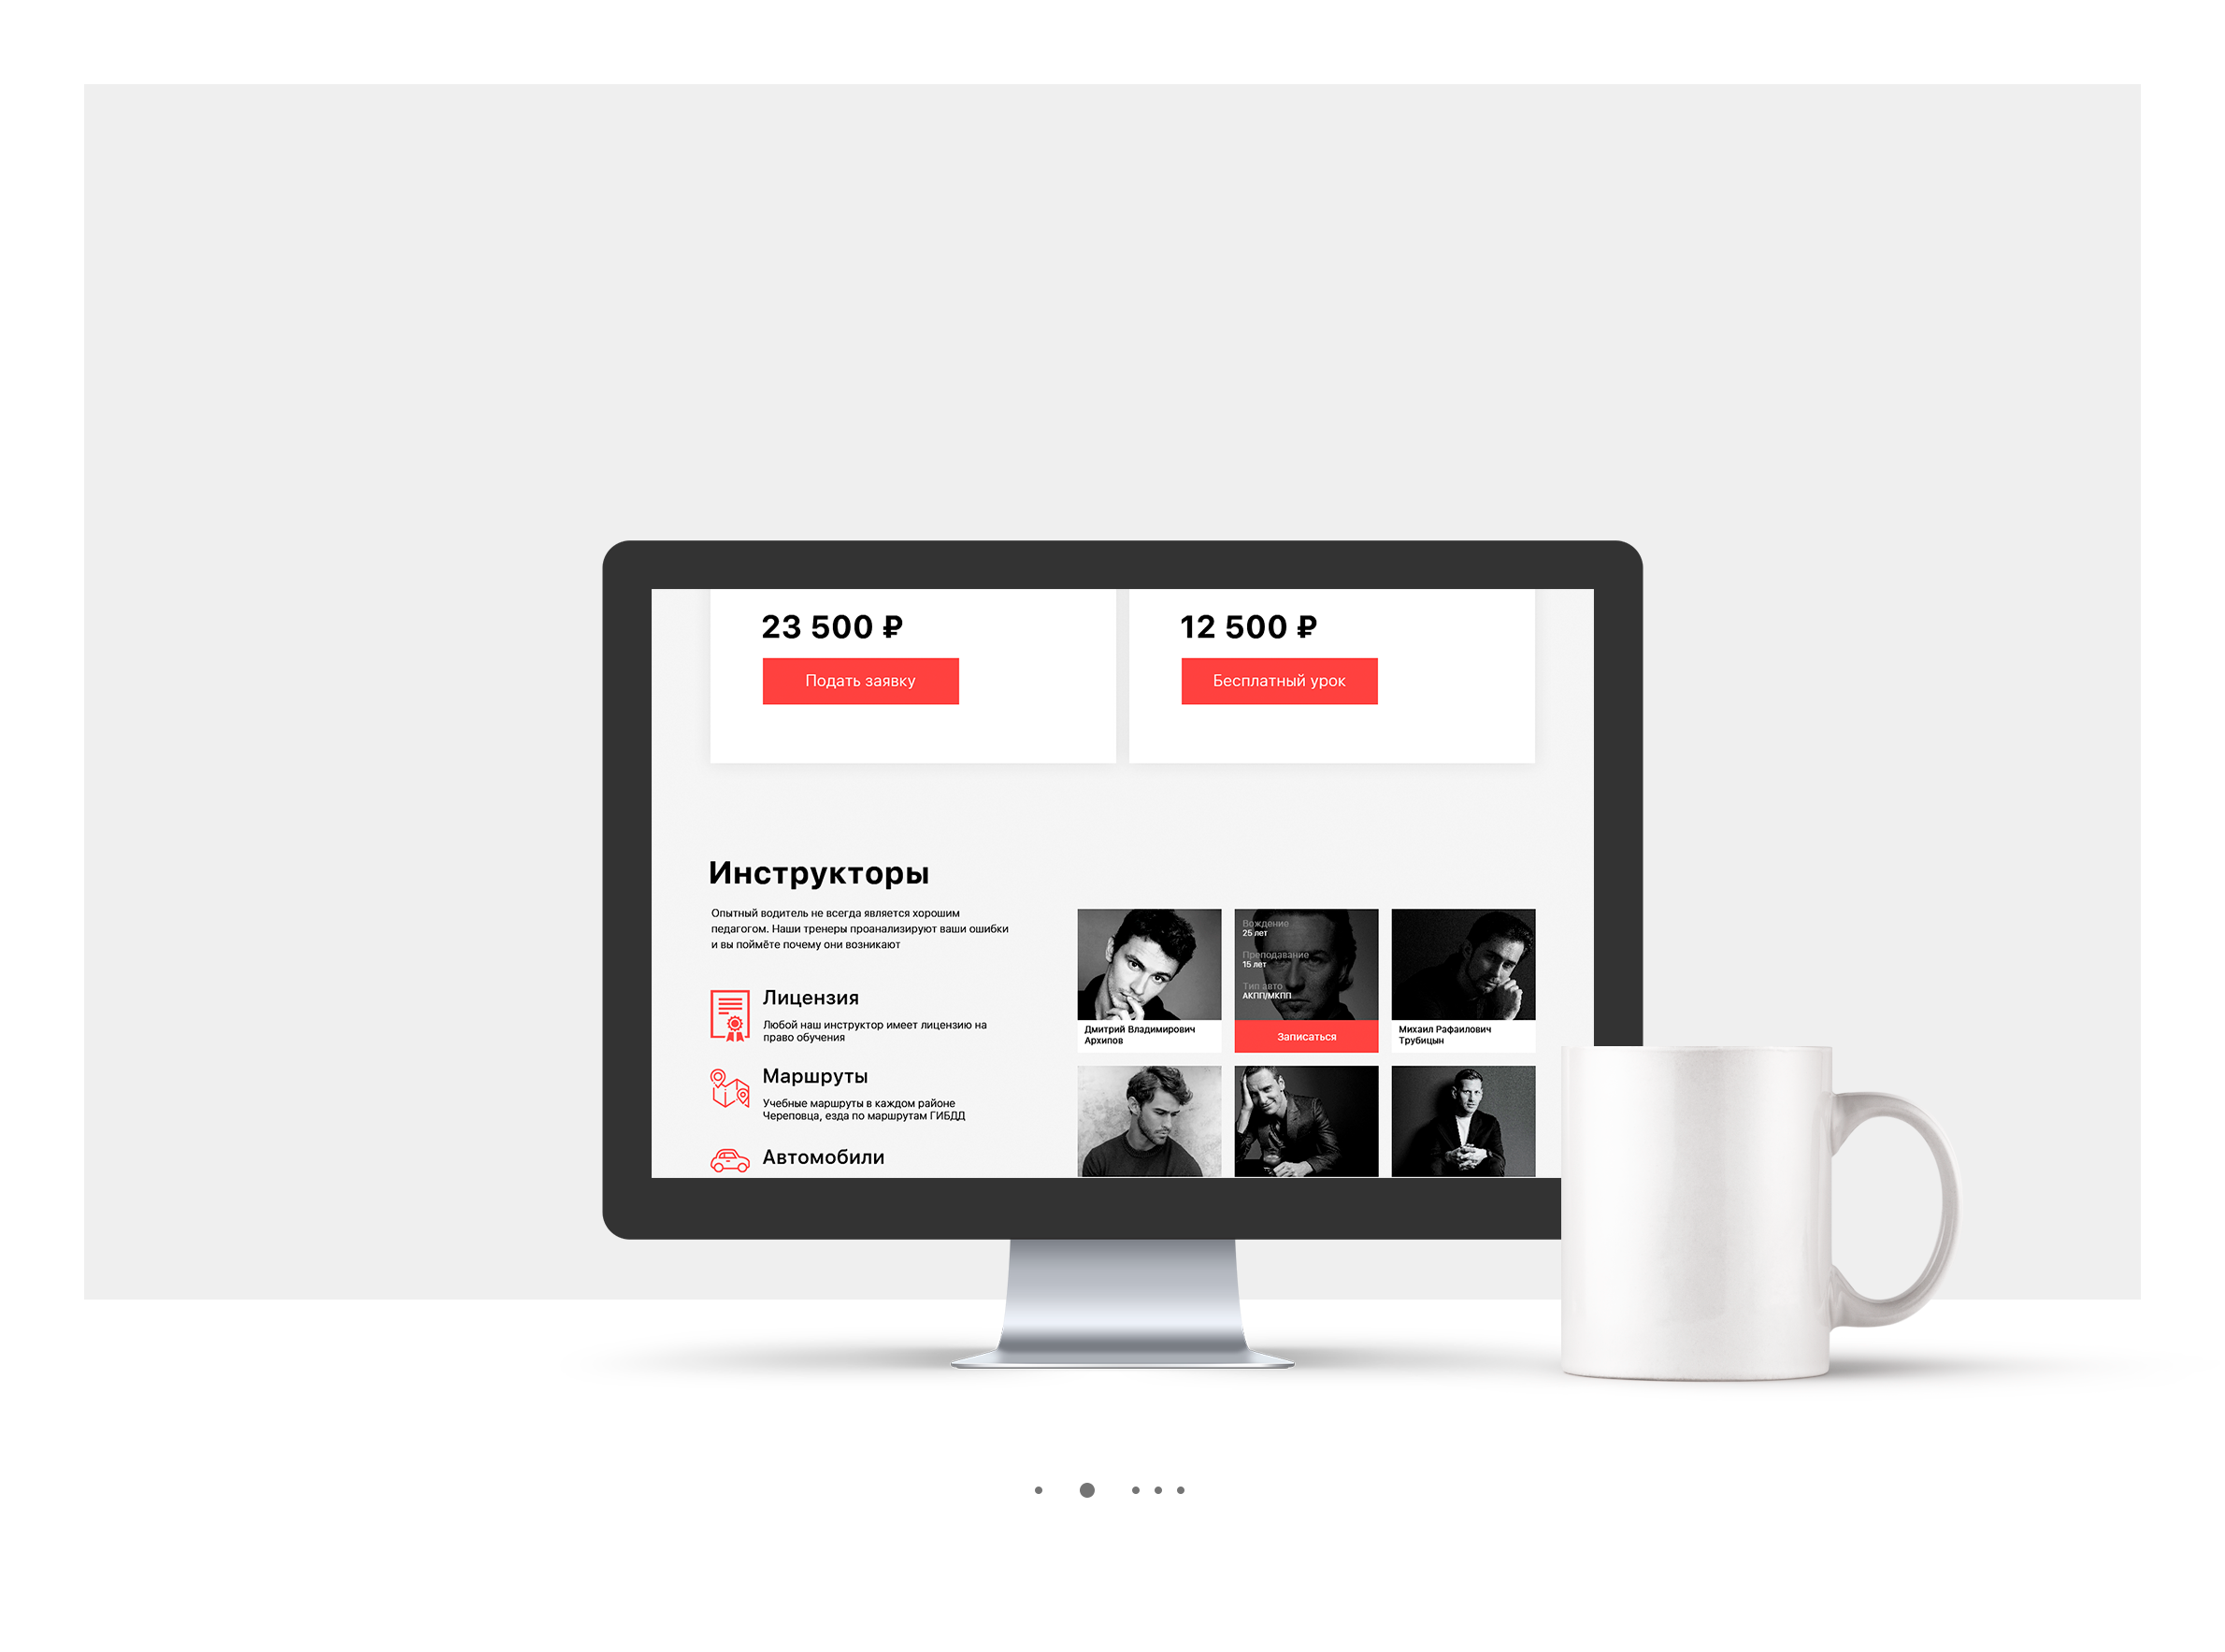 23 500 ₽
12 500 ₽
Подать заявку
Бесплатный урок
Инструкторы
Опытный водитель не всегда является хорошим
педагогом. Наши тренеры проанализируют ваши ошибки
и вы поймёте почему они возникают
Лицензия
Любой наш инструктор имеет лицензию на
право обучения
Маршруты
Учебные маршруты в каждом районе
Череповца, езда по маршрутам ГИБДД
Автомобили
Дмитрий Владимирович
Архипов
Вождение
25 лет
Преподавание
15 лет
Тип авто
АКПП/МКПП
Записаться
Михаил Рафаилович
Трубицын